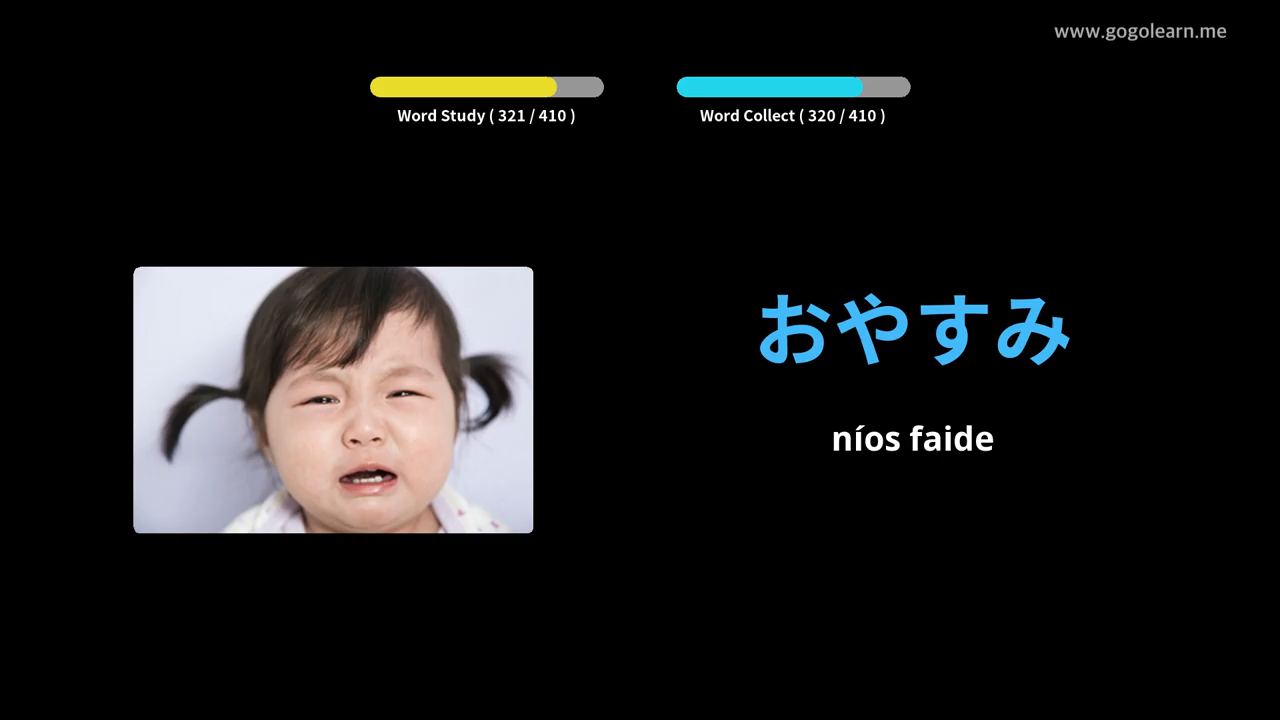 www.gogolearn.me
Word Study ( 321 / 410 )
Word Collect ( 320 / 410 )
おやすみ
níos faide